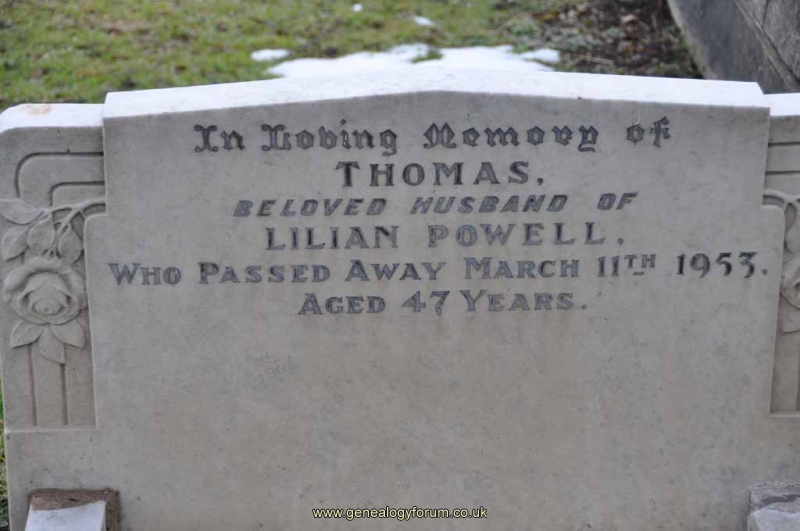 In Loving Memory of
THOMAS,
BELOVED HUSBAND OF
LILIAN POWELL.
WHO PASSED AWAY MARCH 11TH 1953.
AGED 47 YEARS.
www.genealogyforum.co.uk